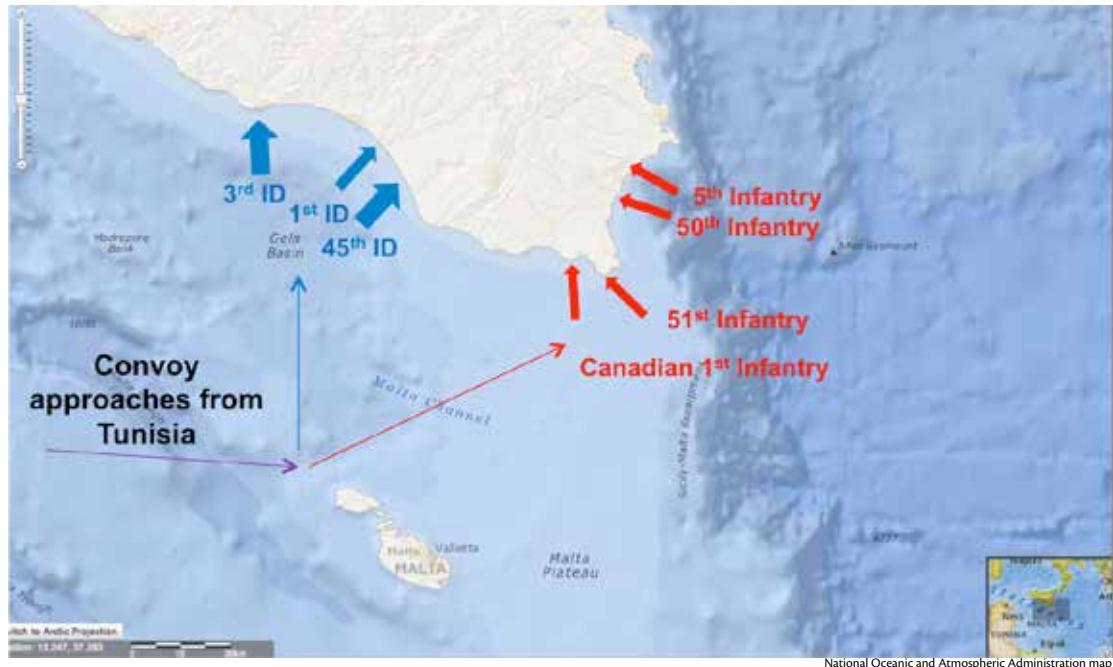 3rd ID
1st ID
45th ID
Gela
Basin
5th Infantry
50th Infantry
51st Infantry
Canadian 1st Infantry
Convoy
approaches from
Tunisia
Malta Channel
Bank
Valletta
MALTA
Malta
Plateau
National Oceanic and Atmospheric Administration map